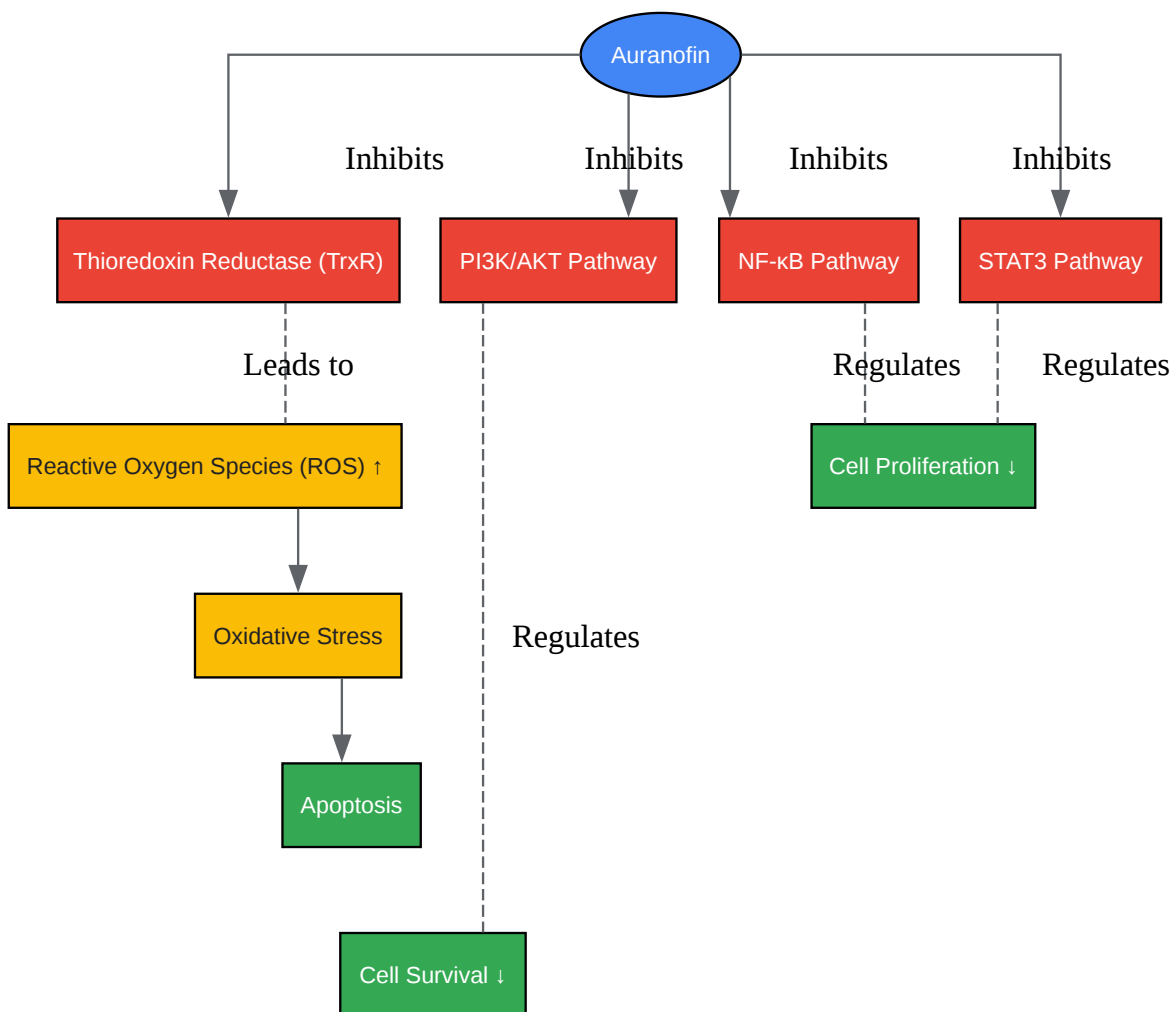 Auranofin
Inhibits
Inhibits
Inhibits
Inhibits
Thioredoxin Reductase (TrxR)
PI3K/AKT Pathway
NF-κB Pathway
STAT3 Pathway
Leads to
Regulates
Regulates
Reactive Oxygen Species (ROS) ↑
Cell Proliferation ↓
Oxidative Stress
Regulates
Apoptosis
Cell Survival ↓